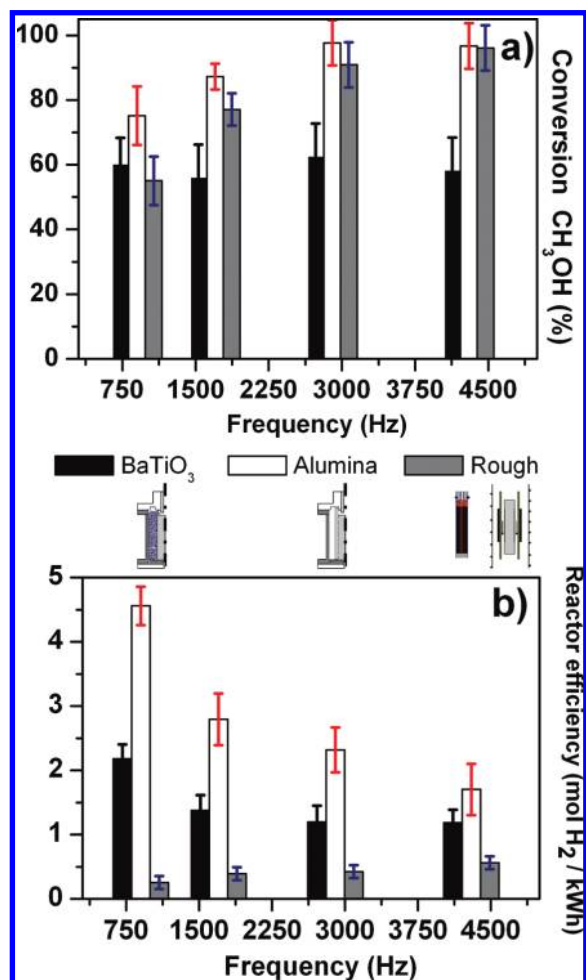 a)
Conversion CH3OH (%)
100
80
60
40
20
0
750 1500 2250 3000 3750 4500
Frequency (Hz)
BaTiO3 Alumina Rough
b)
Reactor efficiency (mol H2 / kWh)
5
4
3
2
1
0
750 1500 2250 3000 3750 4500
Frequency (Hz)